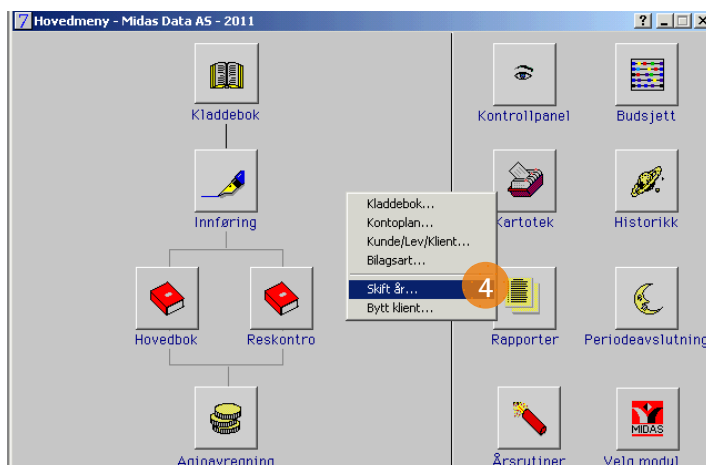 Hovedmeny - Midas Data AS - 2011
Kladdebok
Kontrollpanel
Budsjett
Innføring
Kartotek
Historikk
Kladdebok...
Kontoplan...
Kunde/Lev/Klient...
Bilagsart...
Skift år...
4
Bytt klient...
Hovedbok
Reskontro
Rapporter
Periodeavslutning
MIDAS
Agioavregning
Årsrutiner
Velg modul